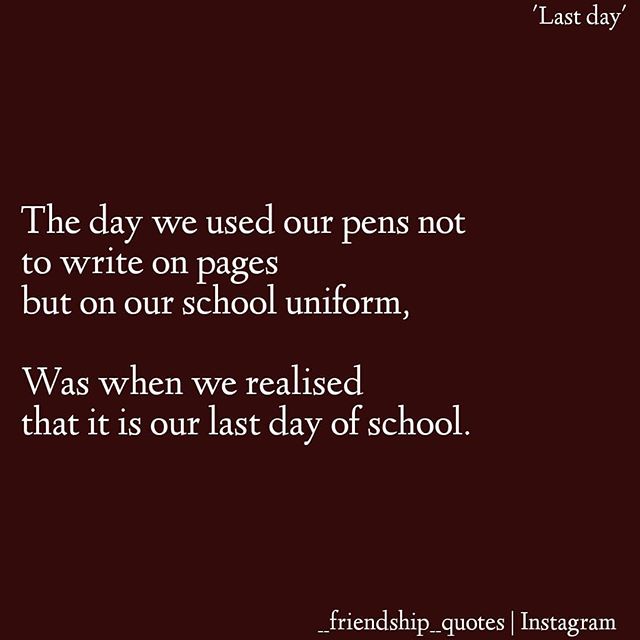 'Last day'
The day we used our pens not
to write on pages
but on our school uniform,
Was when we realised
that it is our last day of school.
__friendship__quotes | Instagram